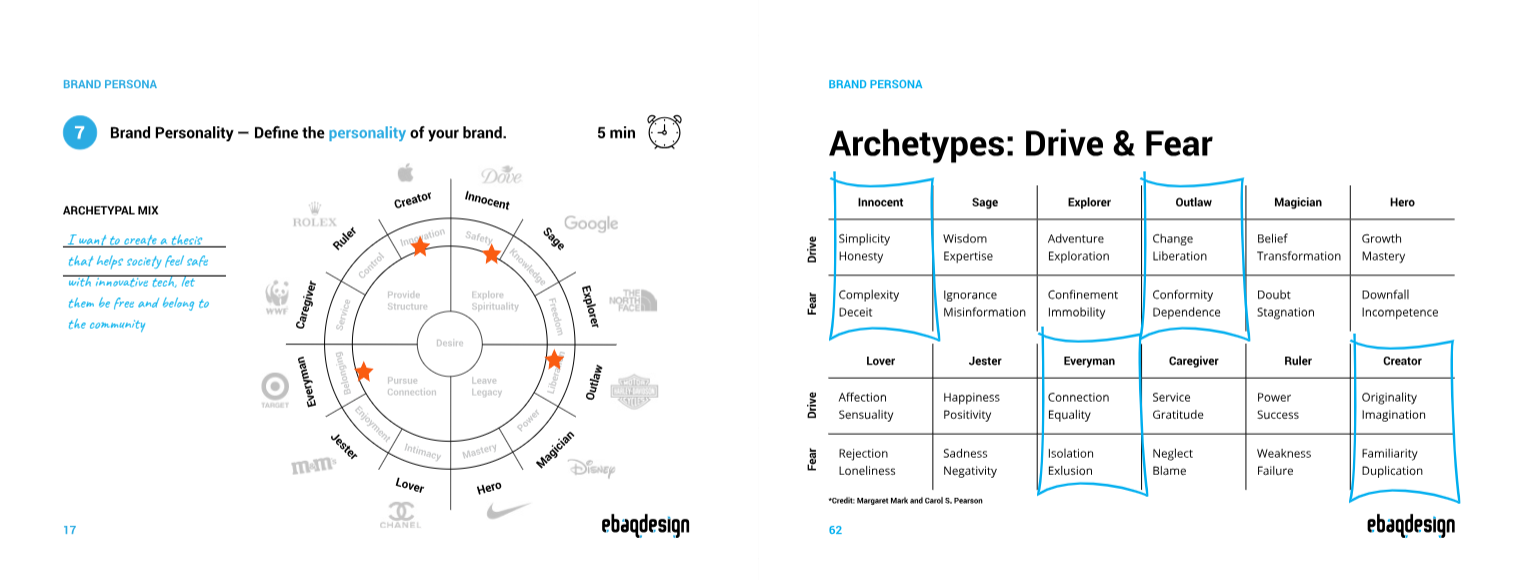 BRAND PERSONA
7 Brand Personality — Define the personality of your brand. 5 min
ARCHETYPAL MIX
I want to create a thesis
that helps society feel safe
with innovative tech, let
them be free and belong to
the community
Creator
Innocent
Sage
Explorer
Outlaw
Magician
Hero
Lover
Jester
Everyman
Caregiver
Ruler
Dove
Google
THE
NORTH
FACE
MOTOR
HARLEY-DAVIDSON
CYCLES
Disney
CHANEL
m&m's
TARGET
WWF
ROLEX
Innovation
Safety
Knowledge
Freedom
Power
Mastery
Intimacy
Enjoyment
Belonging
Service
Control
Provide
Structure
Explore
Spirituality
Desire
Pursue
Connection
Leave
Legacy
17
ebaqdesign
BRAND PERSONA
Archetypes: Drive & Fear
Innocent Sage Explorer Outlaw Magician Hero
Drive
Simplicity Wisdom Adventure Change Belief Growth
Honesty Expertise Exploration Liberation Transformation Mastery
Fear
Complexity Ignorance Confinement Conformity Doubt Downfall
Deceit Misinformation Immobility Dependence Stagnation Incompetence
Lover Jester Everyman Caregiver Ruler Creator
Drive
Affection Happiness Connection Service Power Originality
Sensuality Positivity Equality Gratitude Success Imagination
Fear
Rejection Sadness Isolation Neglect Weakness Familiarity
Loneliness Negativity Exlusion Blame Failure Duplication
*Credit: Margaret Mark and Carol S. Pearson
62
ebaqdesign